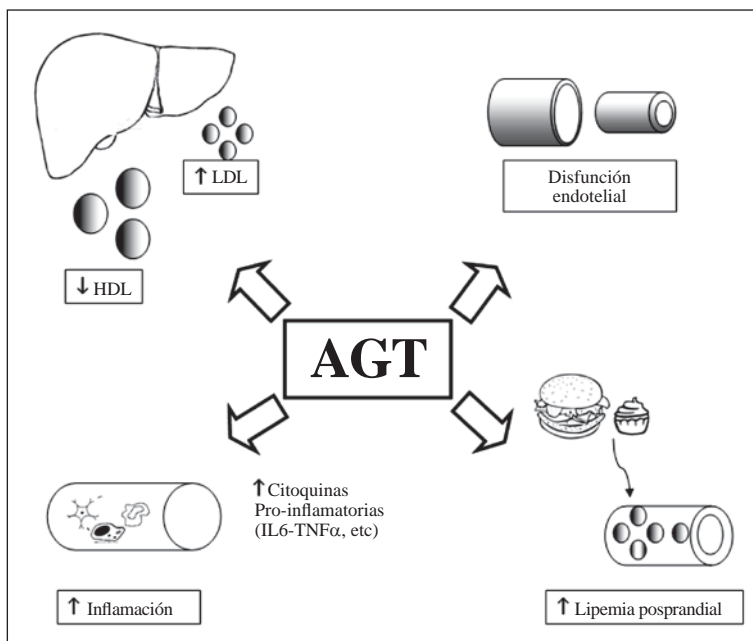 ↑ LDL
↓ HDL
Disfunción
endotelial
AGT
↑ Citoquinas
Pro-inflamatorias
(IL6-TNFα, etc)
↑ Inflamación
↑ Lipemia posprandial